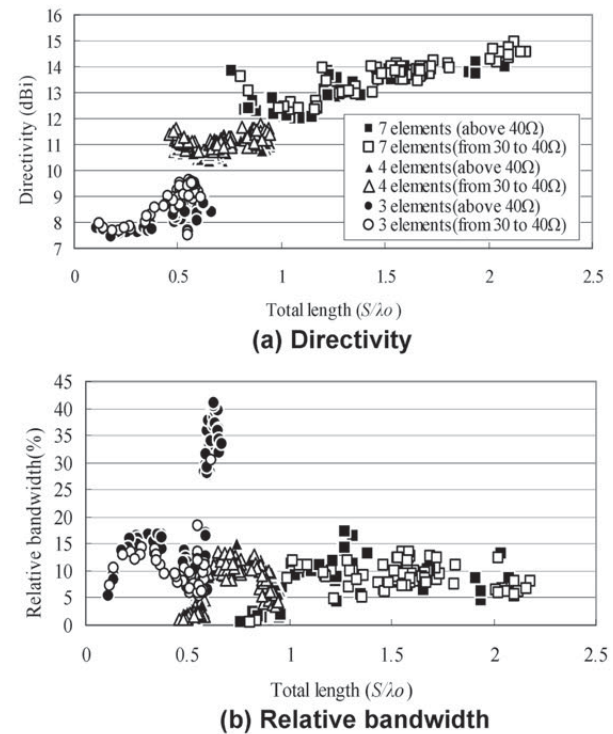 16
15
14
13
12
11
10
9
8
7
Directivity (dBi)
7 elements (above 40Ω)
7 elements(from 30 to 40Ω)
4 elements (above 40Ω)
4 elements (from 30 to 40Ω)
3 elements(above 40Ω)
3 elements(from 30 to 40Ω)
0 0.5 1 1.5 2 2.5
Total length (S/λo)
(a) Directivity
45
40
35
30
25
20
15
10
5
0
Relative bandwidth(%)
0 0.5 1 1.5 2 2.5
Total length (S/λo)
(b) Relative bandwidth